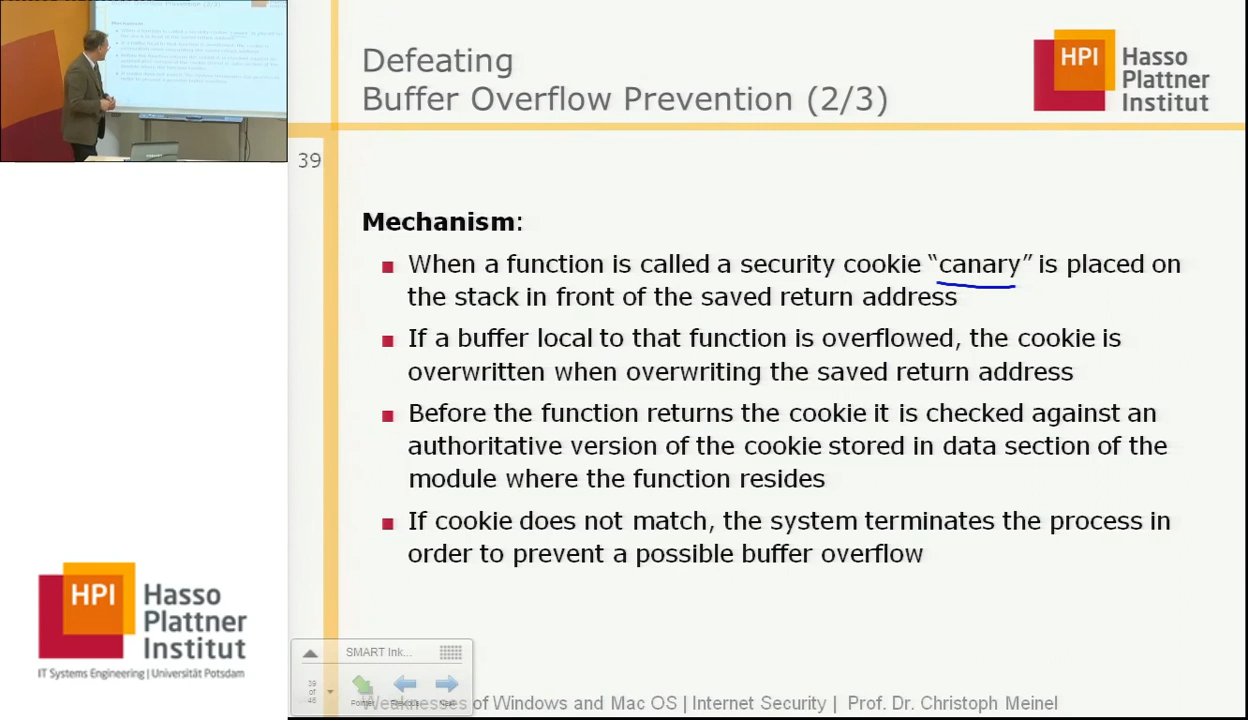 Defeating
Buffer Overflow Prevention (2/3)
HPI Hasso
Plattner
Institut
39
Mechanism:
When a function is called a security cookie “canary” is placed on
the stack in front of the saved return address
If a buffer local to that function is overflowed, the cookie is
overwritten when overwriting the saved return address
Before the function returns the cookie it is checked against an
authoritative version of the cookie stored in data section of the
module where the function resides
If cookie does not match, the system terminates the process in
order to prevent a possible buffer overflow
HPI Hasso
Plattner
Institut
IT Systems Engineering | Universität Potsdam
SMART Ink...
39
of
Weaknesses of Windows and Mac OS | Internet Security | Prof. Dr. Christoph Meinel